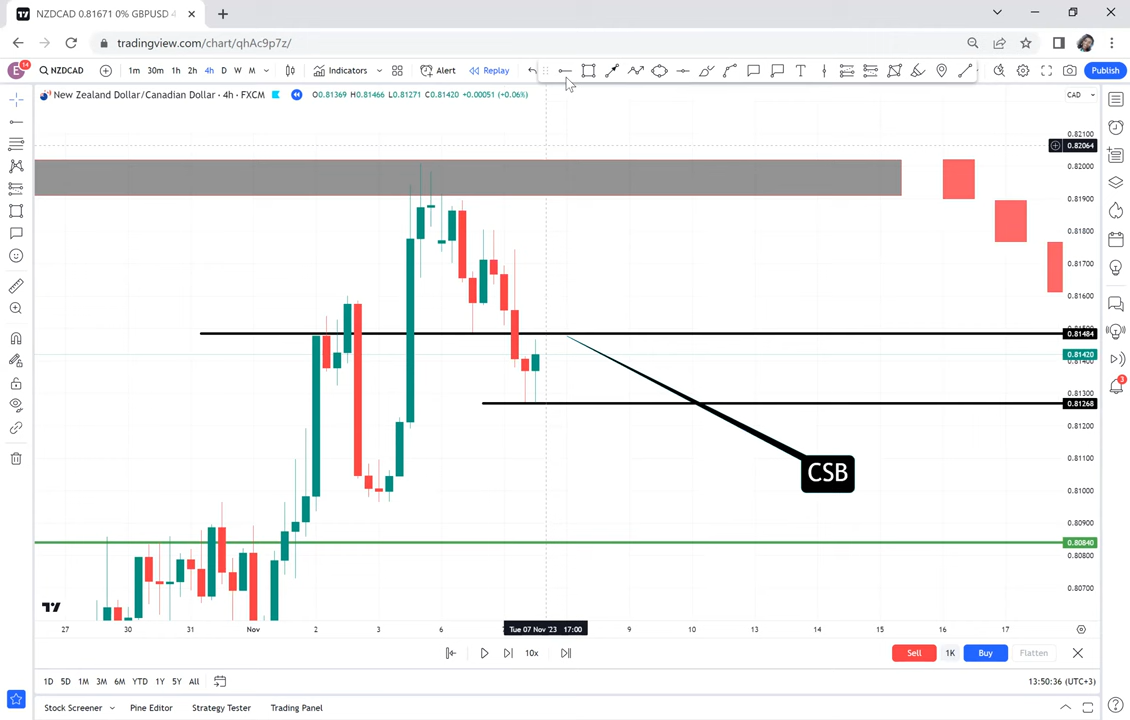 NZDCAD 0.81671 0% GBPUSD 4
tradingview.com/chart/qhAc9p7z/
E 14 NZDCAD 1m 30m 1h 2h 4h D W M Indicators Alert Replay Publish
New Zealand Dollar/Canadian Dollar · 4h · FXCM O0.81369 H0.81466 L0.81271 C0.81420 +0.00051 (+0.06%) CAD
0.82100
0.82064
0.82000
0.81900
0.81800
0.81700
0.81600
0.81484
0.81420
0.81300
0.81268
0.81200
CSB
0.81100
0.81000
0.80900
0.80840
0.80800
0.80700
27 30 31 Nov 2 3 6 Tue 07 Nov '23 17:00 9 10 13 14 15 16 17
10x Sell 1K Buy Flatten
1D 5D 1M 3M 6M YTD 1Y 5Y All 13:50:36 (UTC+3)
Stock Screener Pine Editor Strategy Tester Trading Panel